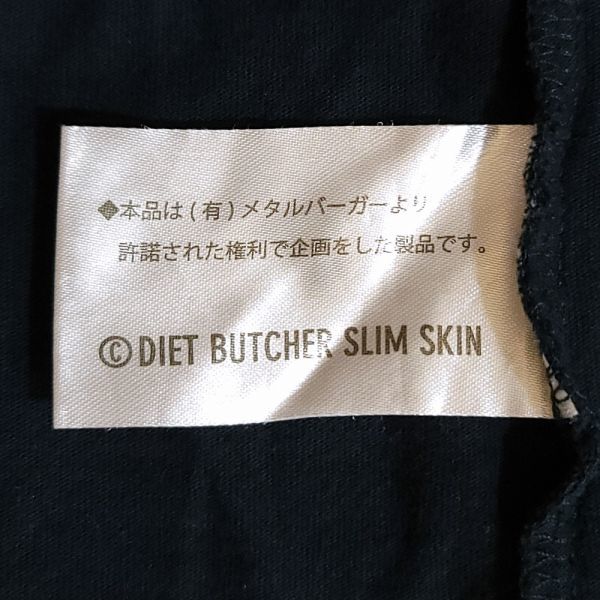 ◆本品は(有)メタルバーガーより
許諾された権利で企画をした製品です。
©DIET BUTCHER SLIM SKIN